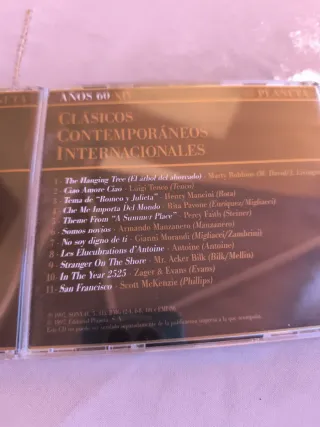 AÑOS 60
PLANETA
CLÁSICOS
CONTEMPORÁNEOS
INTERNACIONALES
1 The Hanging Tree (El árbol del ahorcado) - Marty Robbins
2 Ciao Amore Ciao - Luigi Tenco (Tenco)
3 Tema de "Romeo y Julieta" - Henry Mancini (Rota)
4 Che Me Importa Del Mondo - Rita Pavone (Enriquez/Migliacci)
5 Theme From "A Summer Place" - Percy Faith (Steiner)
6 Somos novios - Armando Manzanero (Manzanero)
7 No soy digno de ti - Gianni Morandi (Migliacci/Zambrini)
8 Les Elucubrations d'Antoine - Antoine (Antoine)
9 Stranger On The Shore - Mr. Acker Bilk (Bilk/Mellin)
10 In The Year 2525 - Zager & Evans (Evans)
11 San Francisco - Scott McKenzie (Phillips)